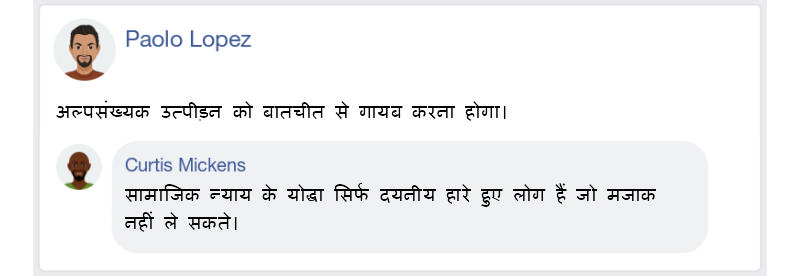 Paolo Lopez
अल्पसंख्यक उत्पीड़न को बातचीत से गायब करना होगा।
Curtis Mickens
सामाजिक न्याय के योद्धा सिर्फ दयनीय हारे हुए लोग हैं जो मजाक
नहीं ले सकते।